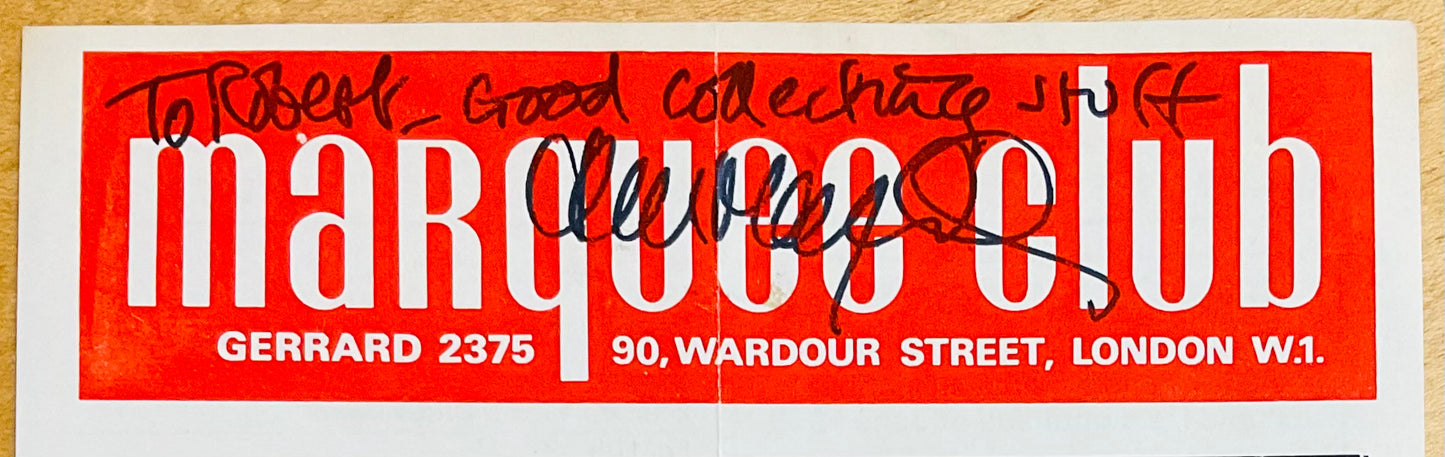 To Robert - Good collecting stuff
marquee club
GERRARD 2375 90, WARDOUR STREET, LONDON W.1.